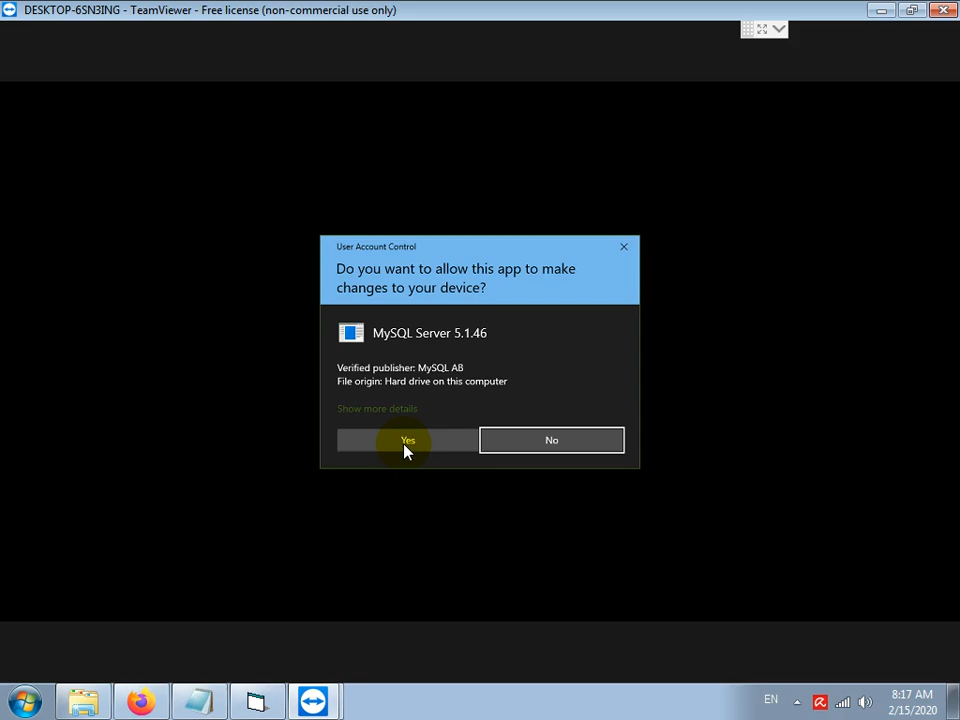 DESKTOP-6SN3ING - TeamViewer - Free license (non-commercial use only)
User Account Control
Do you want to allow this app to make
changes to your device?
MySQL Server 5.1.46
Verified publisher: MySQL AB
File origin: Hard drive on this computer
Show more details
Yes
No
EN
8:17 AM
2/15/2020